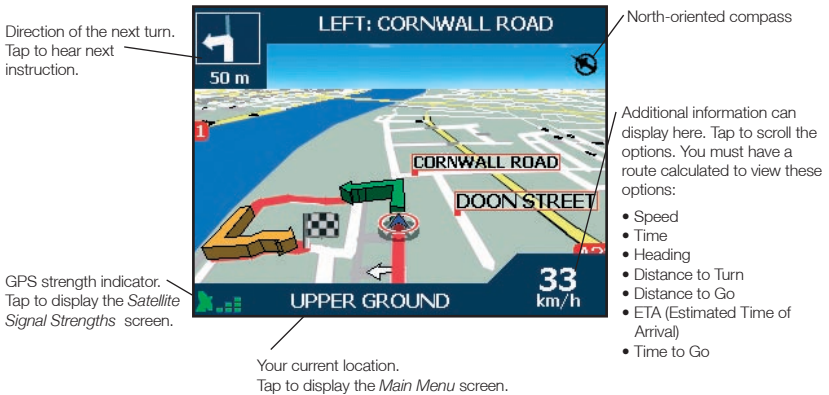 Direction of the next turn.
Tap to hear next
instruction.
LEFT: CORNWALL ROAD
50 m
North-oriented compass
1
CORNWALL ROAD
DOON STREET
33
km/h
UPPER GROUND
Additional information can
display here. Tap to scroll the
options. You must have a
route calculated to view these
options:
• Speed
• Time
• Heading
• Distance to Turn
• Distance to Go
• ETA (Estimated Time of
Arrival)
• Time to Go
GPS strength indicator.
Tap to display the Satellite
Signal Strengths screen.
Your current location.
Tap to display the Main Menu screen.